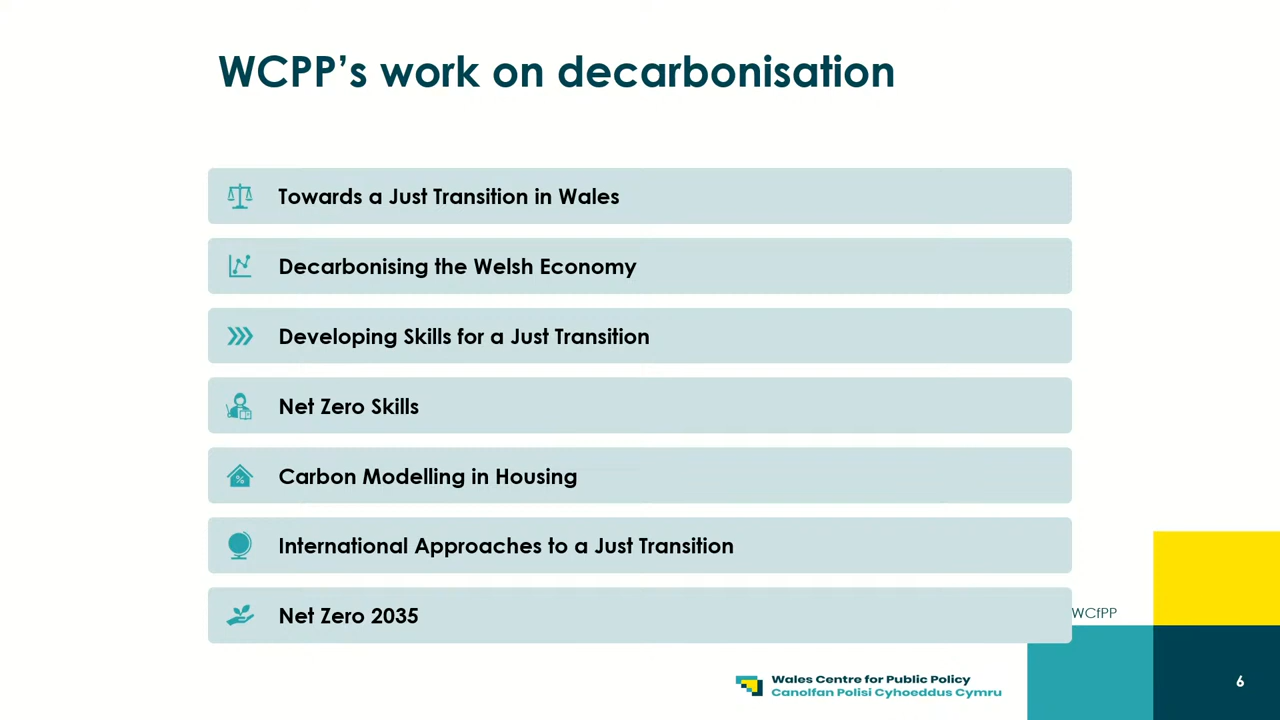 WCPP’s work on decarbonisation
Towards a Just Transition in Wales
Decarbonising the Welsh Economy
Developing Skills for a Just Transition
Net Zero Skills
Carbon Modelling in Housing
International Approaches to a Just Transition
Net Zero 2035
WCfPP
Wales Centre for Public Policy
Canolfan Polisi Cyhoeddus Cymru
6